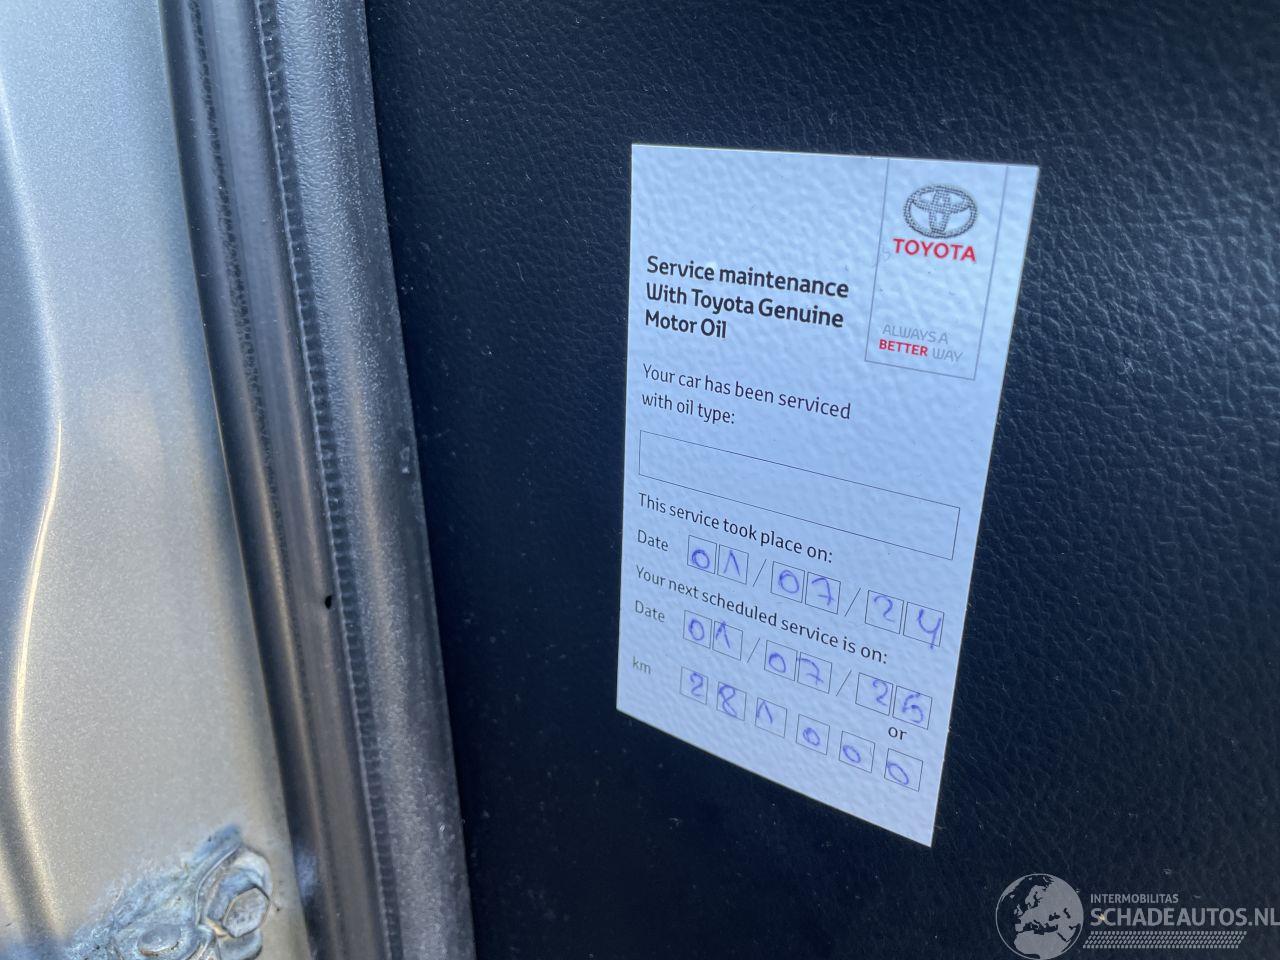 TOYOTA
ALWAYS A
BETTER WAY
Service maintenance
With Toyota Genuine
Motor Oil
Your car has been serviced
with oil type:
This service took place on:
Date 01/07/24
Your next scheduled service is on:
Date 01/07/25
or
km 281000
INTERMOBILITAS
SCHADEAUTOS.NL